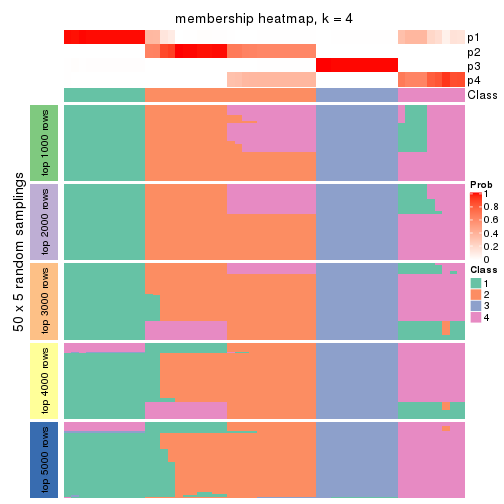 membership heatmap, k = 4
p1
p2
p3
p4
Class
50 x 5 random samplings
top 1000 rows
top 2000 rows
top 3000 rows
top 4000 rows
top 5000 rows
Prob
1
0.8
0.6
0.4
0.2
0
Class
1
2
3
4